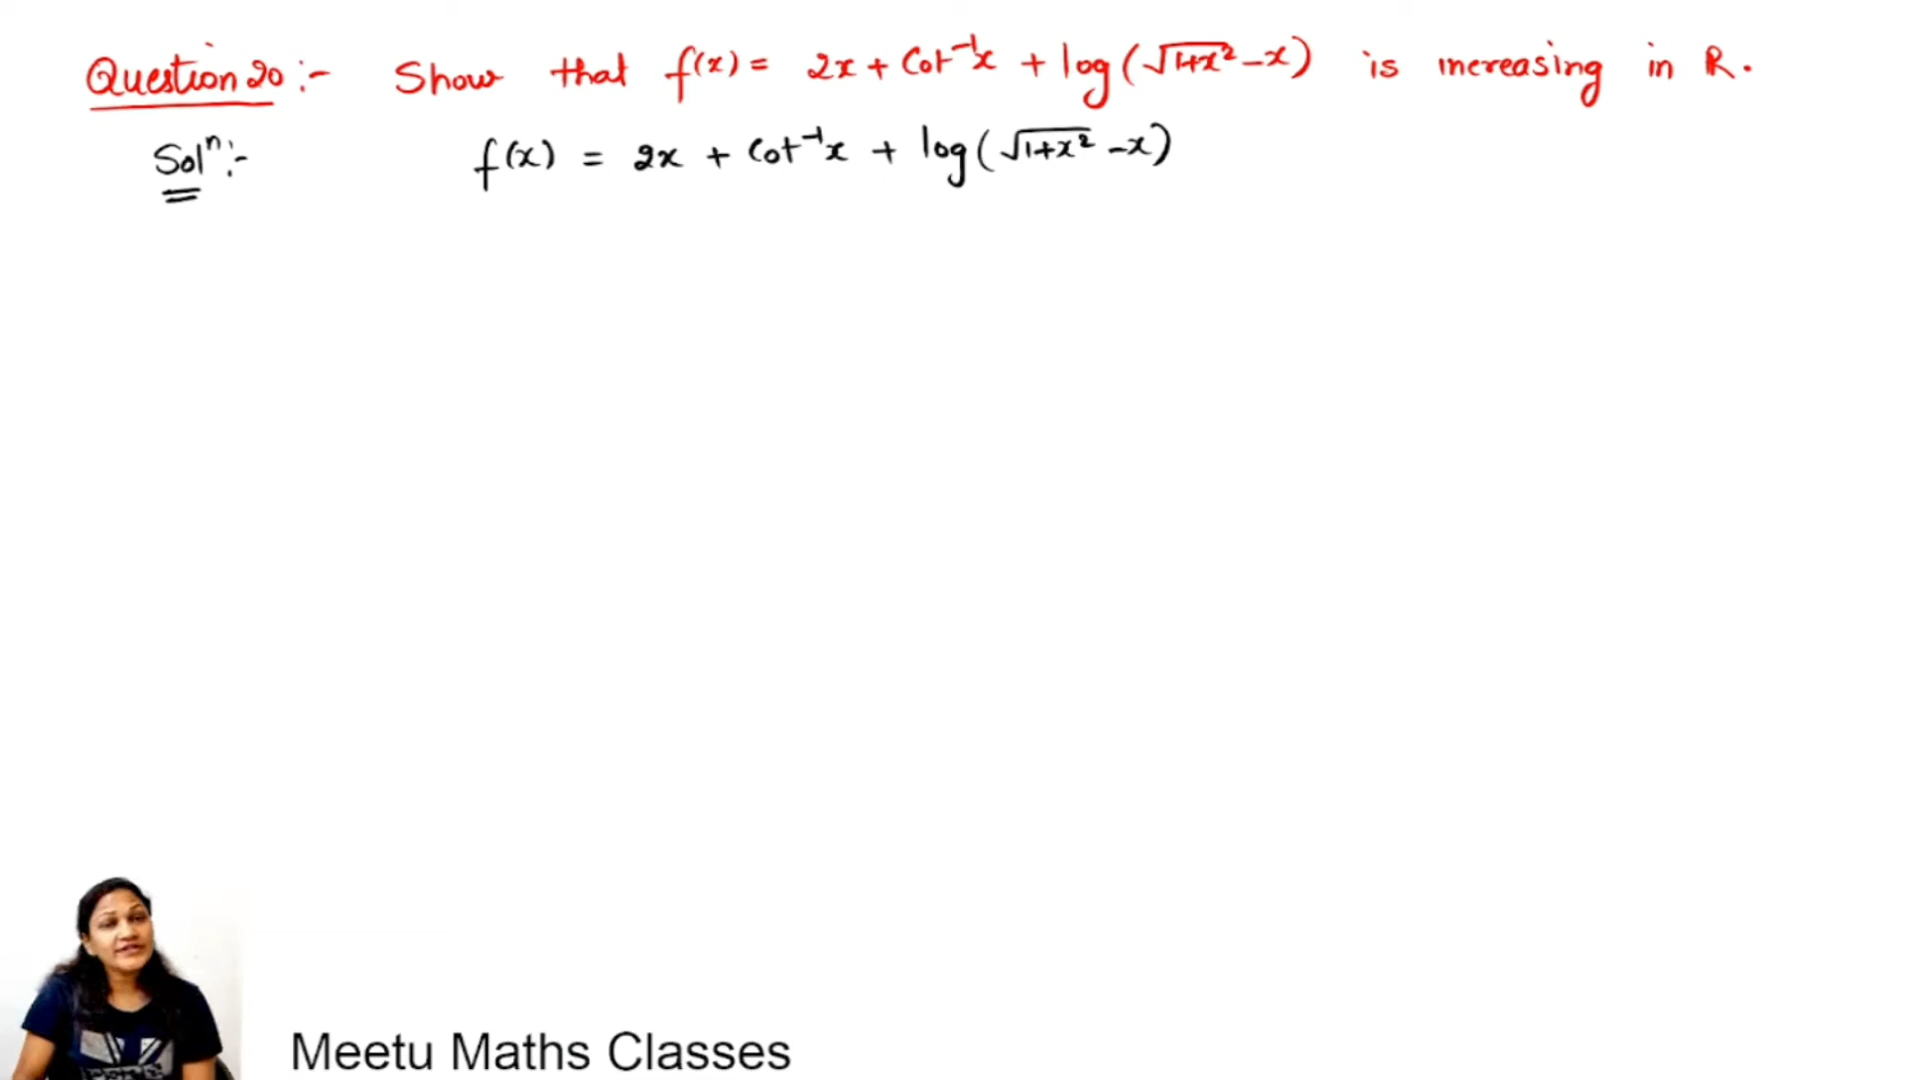 Question 20 :- Show that f(x) = 2x + Cot⁻¹x + log(√1+x² - x) is increasing in R.
Solⁿ:- f(x) = 2x + Cot⁻¹x + log(√1+x² - x)
Meetu Maths Classes